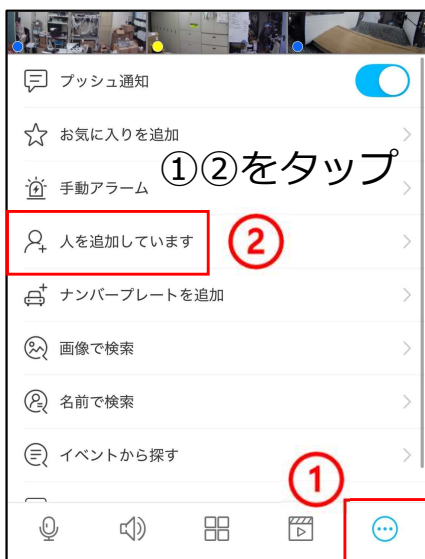 プッシュ通知
お気に入りを追加
①②をタップ
手動アラーム
人を追加しています
②
ナンバープレートを追加
画像で検索
名前で検索
イベントから探す
①